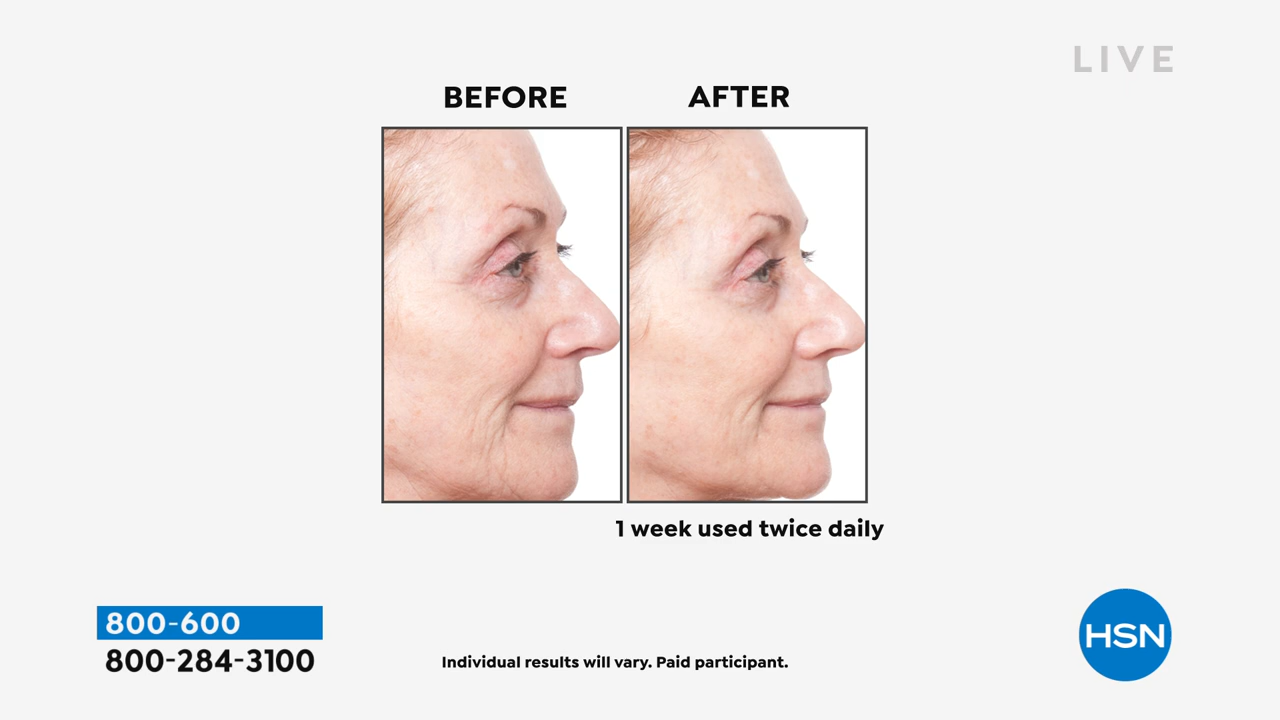 LIVE
BEFORE
AFTER
1 week used twice daily
800-600
800-284-3100
Individual results will vary. Paid participant.
HSN